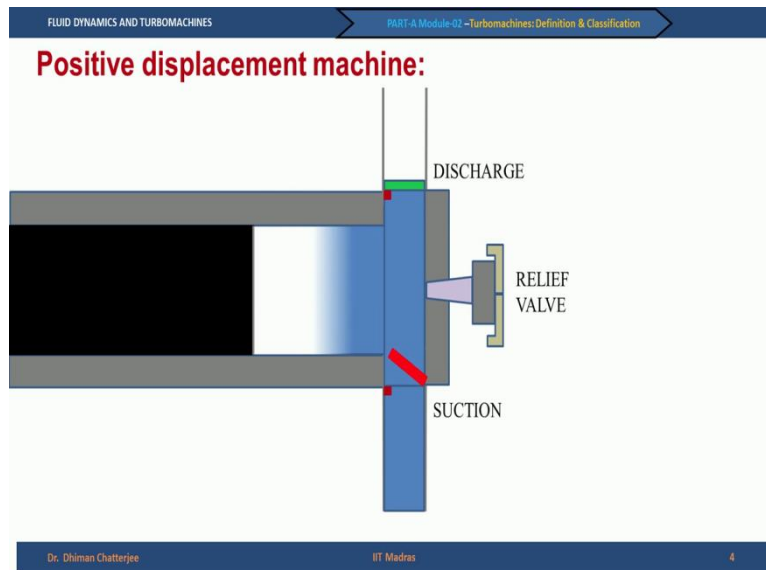 FLUID DYNAMICS AND TURBOMACHINES
PART-A Module-02 –Turbomachines: Definition & Classification
Positive displacement machine:
DISCHARGE
RELIEF
VALVE
SUCTION
Dr. Dhiman Chatterjee
IIT Madras
4